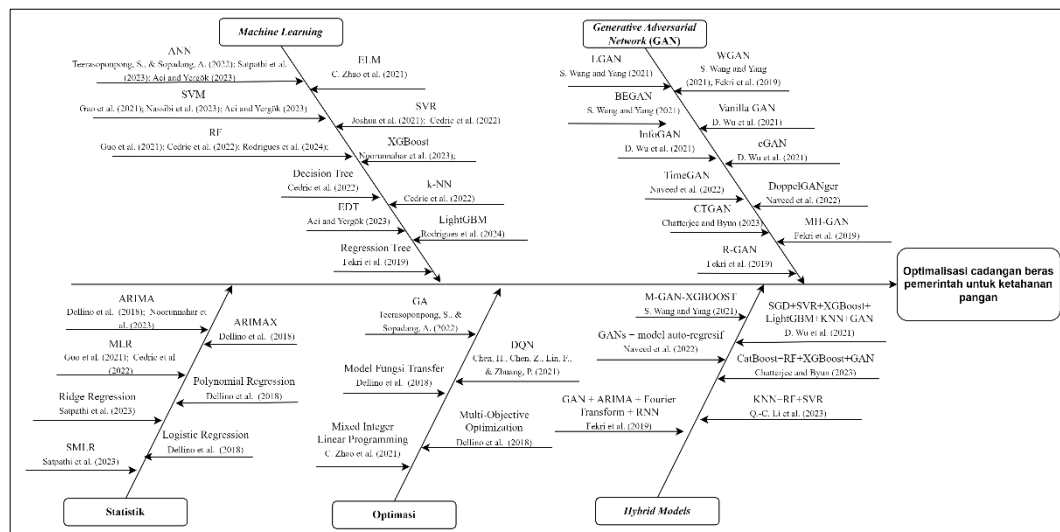 Machine Learning
ANN
Teerasoponpong, S., & Sopadang, A. (2022); Satpathi et al.
(2023); Aci and Yergök (2023)
ELM
C. Zhao et al. (2021)
SVM
Guo et al. (2021); Nassibi et al. (2023); Aci and Yergök (2023)
SVR
Joshua (2021); Cedric et al. (2022)
RF
Guo et al. (2021); Cedric et al. (2022); Rodrigues et al. (2024);
XGBoost
Noorunnahar et al. (2023);
Decision Tree
Cedric et al. (2022)
k-NN
Cedric et al. (2022)
EDT
Aci and Yergök (2023)
LightGBM
Rodrigues et al. (2024)
Regression Tree
Fekri et al. (2019)
Generative Adversarial
Network (GAN)
LGAN
S. Wang and Yang (2021)
WGAN
S. Wang and Yang
(2021); Fekri et al. (2019)
BEGAN
S. Wang and Yang (2021)
Vanilla GAN
D. Wu et al. (2021)
InfoGAN
D. Wu et al. (2021)
cGAN
D. Wu et al. (2021)
TimeGAN
Naveed et al. (2022)
DoppelGANger
Naveed et al. (2022)
CTGAN
Chatterjee and Byun (2023)
MH-GAN
Fekri et al. (2019)
R-GAN
Fekri et al. (2019)
Optimalisasi cadangan beras
pemerintah untuk ketahanan
pangan
ARIMA
Dellino et al. (2018); Noorunnahar et
al. (2023)
ARIMAX
Dellino et al. (2018)
MLR
Guo et al. (2021); Cedric et al.
(2022)
Polynomial Regression
Dellino et al. (2018)
Ridge Regression
Satpathi et al. (2023)
Logistic Regression
Dellino et al. (2018)
SMLR
Satpathi et al. (2023)
Statistik
GA
Teerasoponpong, S., &
Sopadang, A. (2022)
DQN
Chen, H., Chen, Z., Lin, F.,
& Zhuang, P. (2021)
Model Fungsi Transfer
Dellino et al. (2018)
Multi-Objective
Optimization
Dellino et al. (2018)
Mixed Integer
Linear Programming
C. Zhao et al. (2021)
Optimasi
M-GAN-XGBOOST
S. Wang and Yang (2021)
SGD+SVR+XGBoost+
LightGBM+KNN+GAN
D. Wu et al. (2021)
GANs + model auto-regresif
Naveed et al. (2022)
CatBoost+RF+XGBoost+GAN
Chatterjee and Byun (2023)
GAN + ARIMA + Fourier
Transform + RNN
Fekri et al. (2019)
KNN+RF+SVR
Q.-C. Li et al. (2023)
Hybrid Models